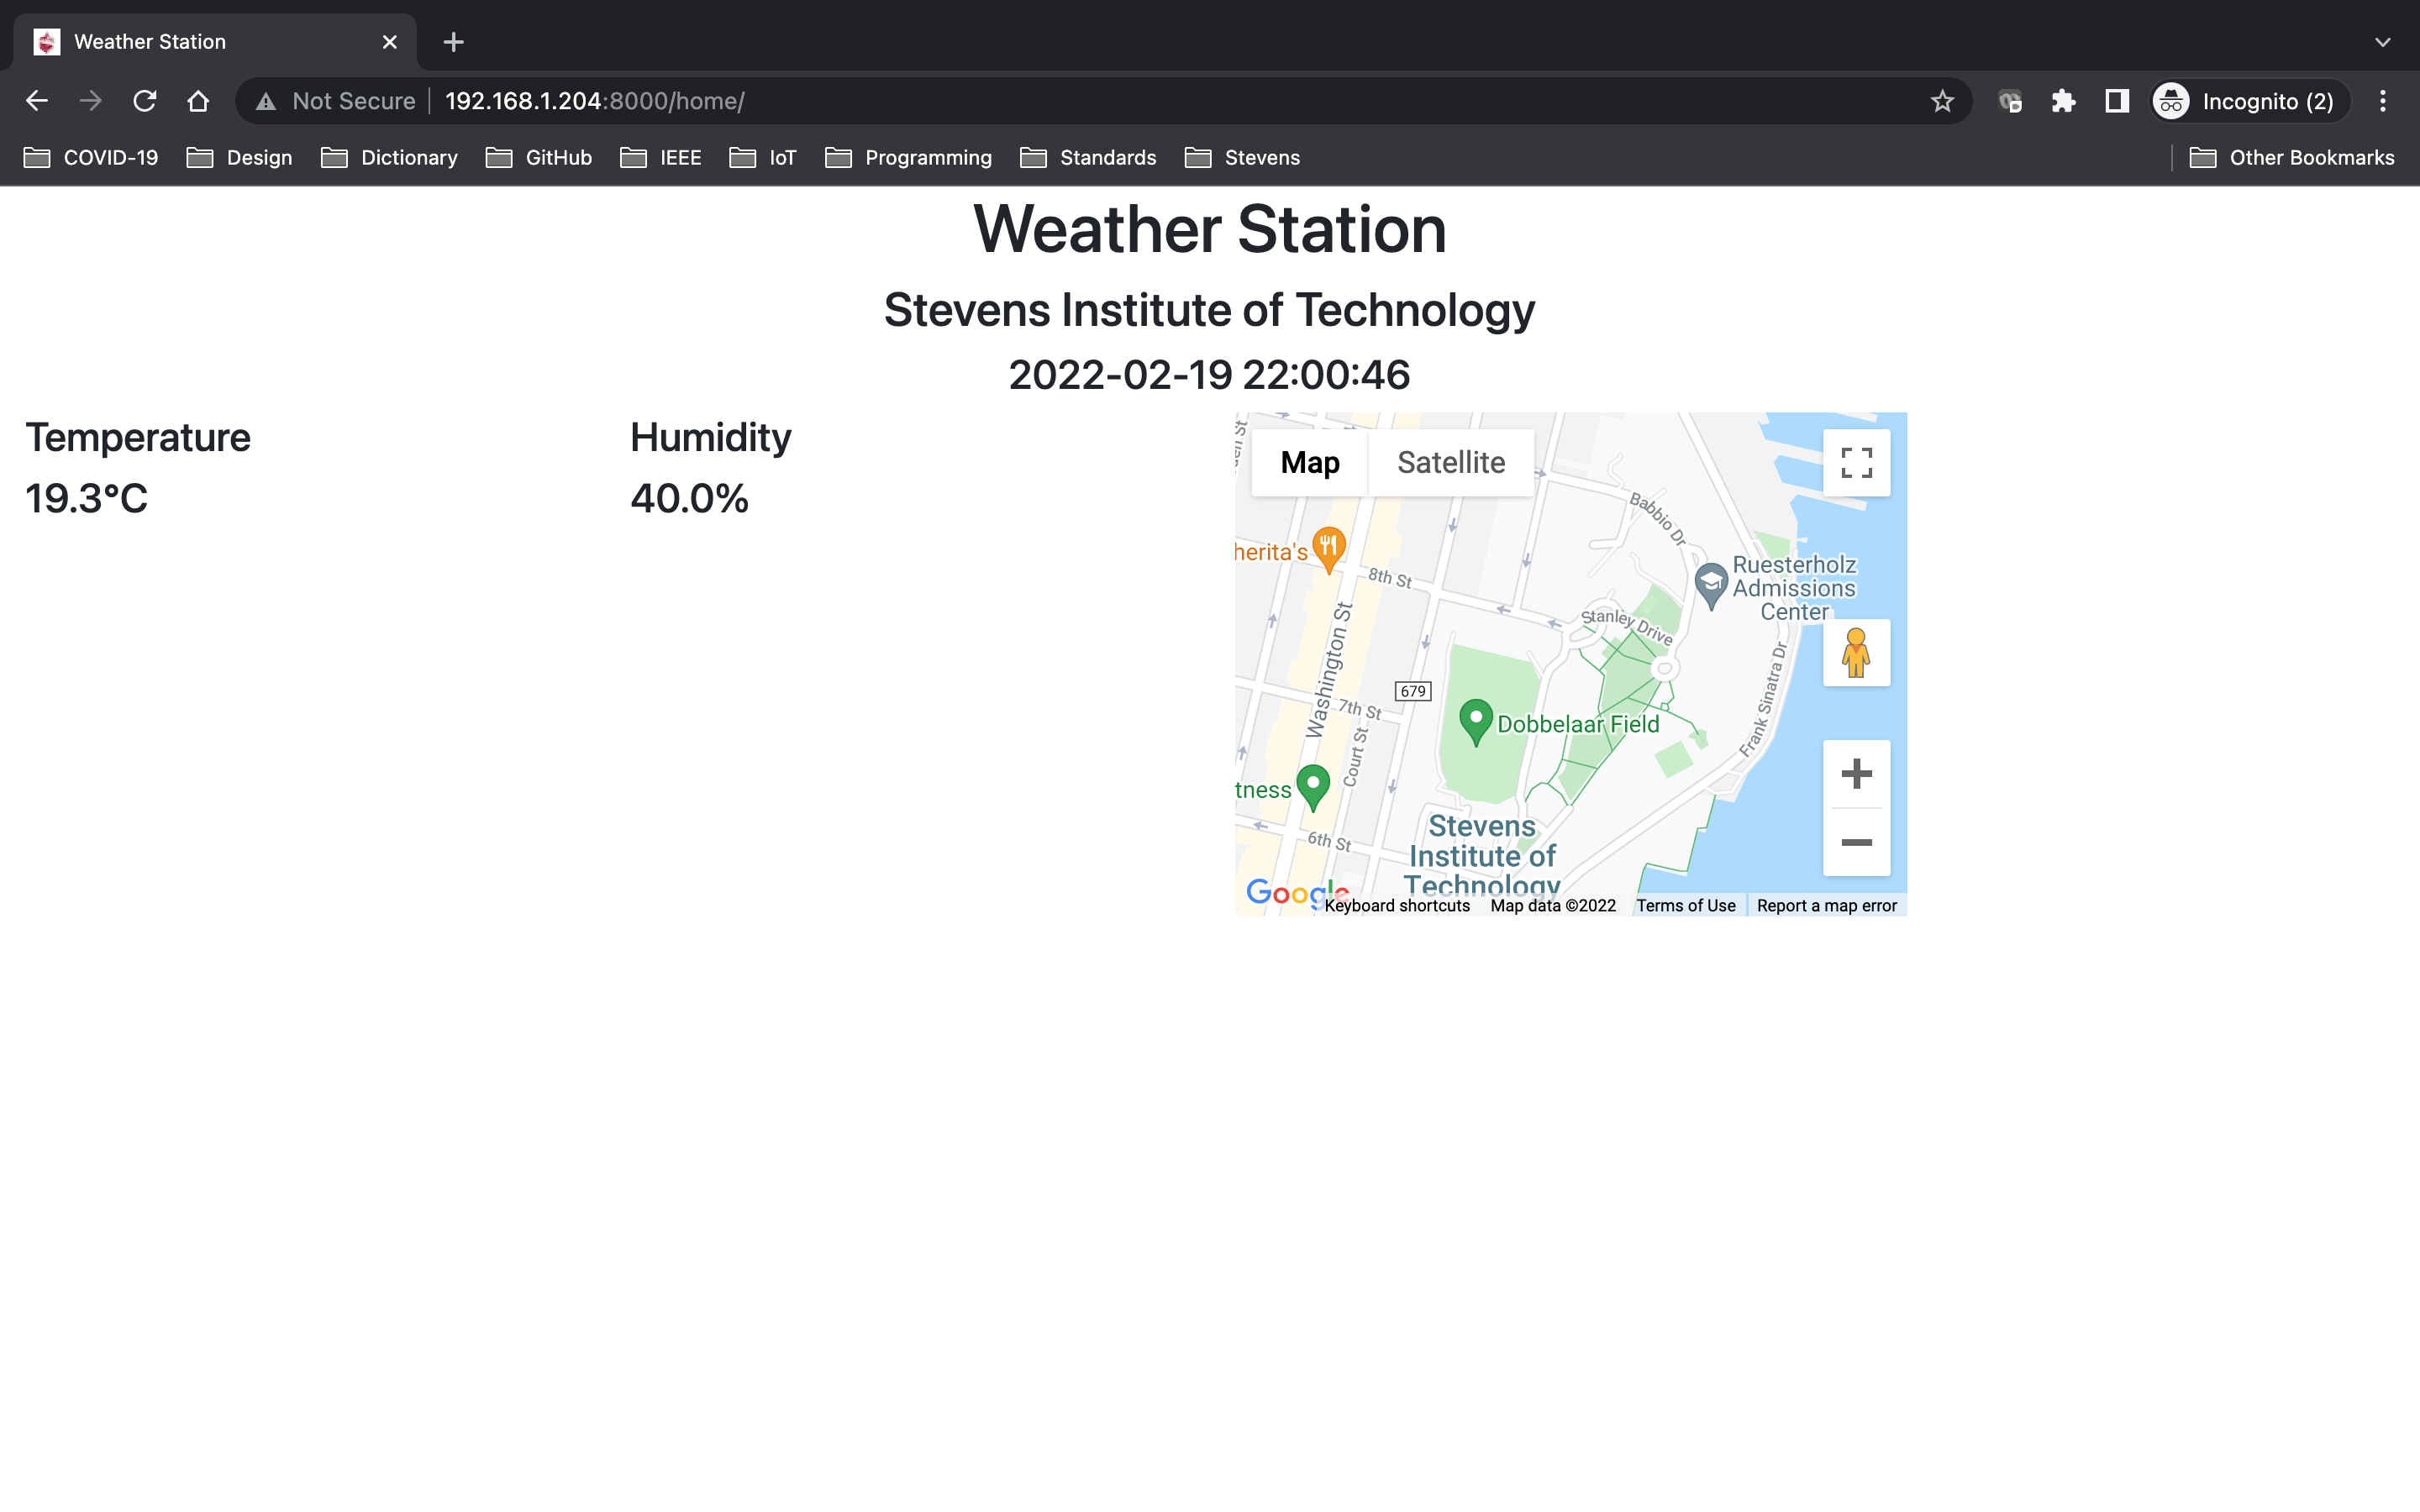 Weather Station
Not Secure
192.168.1.204:8000/home/
Incognito (2)
COVID-19
Design
Dictionary
GitHub
IEEE
IoT
Programming
Standards
Stevens
Other Bookmarks
Weather Station
Stevens Institute of Technology
2022-02-19 22:00:46
Temperature
19.3°C
Humidity
40.0%
Map
Satellite
Babbio Dr
herita's
8th St
Ruesterholz
Admissions
Center
Stanley Drive
Washington St
679
7th St
Dobbelaar Field
Frank Sinatra Dr
Court St
tness
6th St
Stevens
Institute of
Technology
Google
Keyboard shortcuts
Map data ©2022
Terms of Use
Report a map error